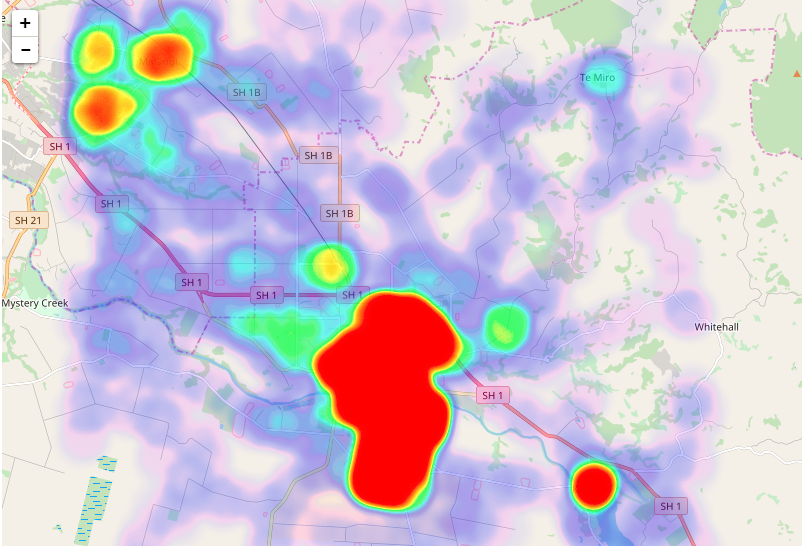 +
−
Te Miro
SH 1B
SH 1
SH 1B
SH 1
SH 1B
SH 21
SH 1
SH 1
SH 1
Mystery Creek
Whitehall
SH 1
SH 1